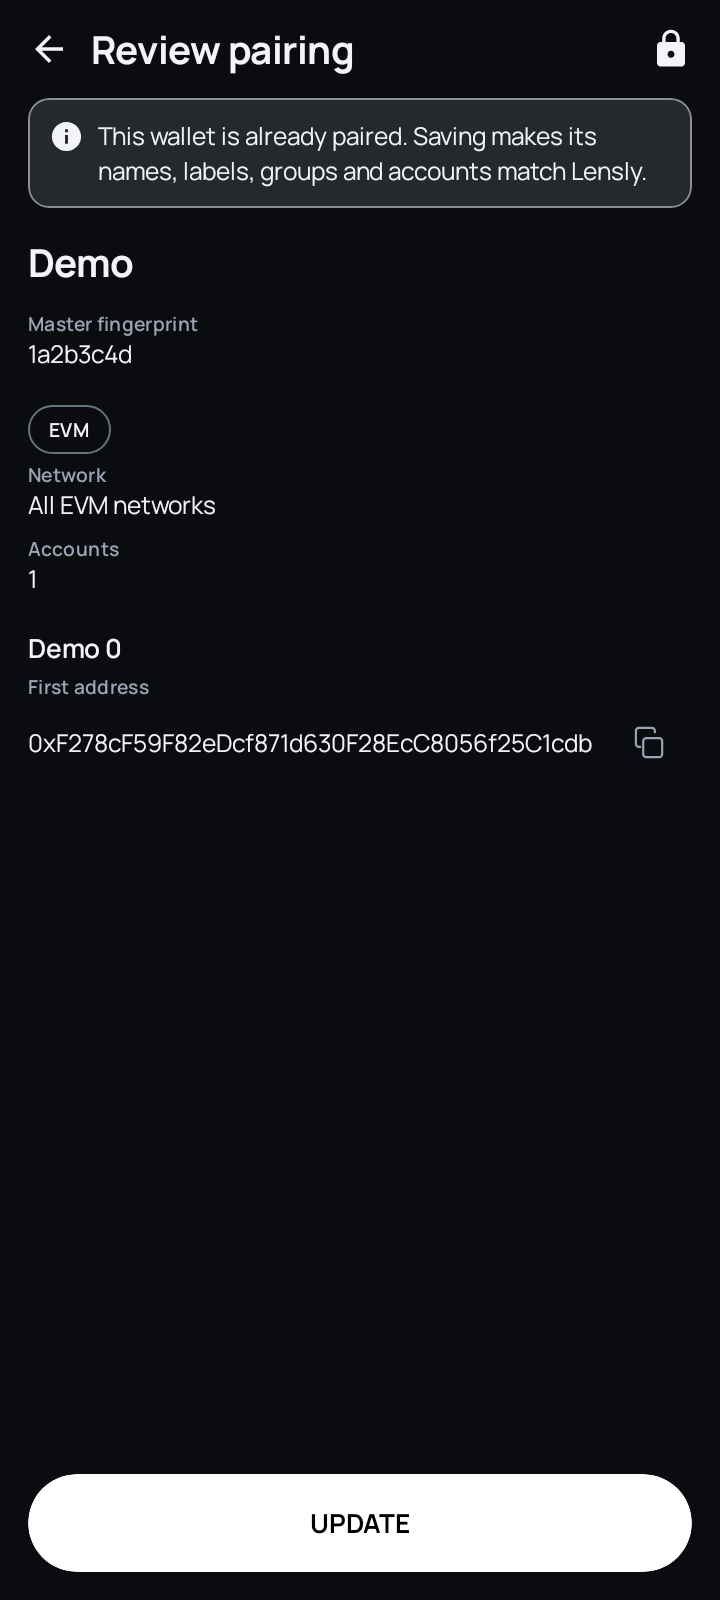 Review pairing
This wallet is already paired. Saving makes its
names, labels, groups and accounts match Lensly.
Demo
Master fingerprint
1a2b3c4d
EVM
Network
All EVM networks
Accounts
1
Demo 0
First address
0xF278cF59F82eDcf871d630F28EcC8056f25C1cdb
UPDATE